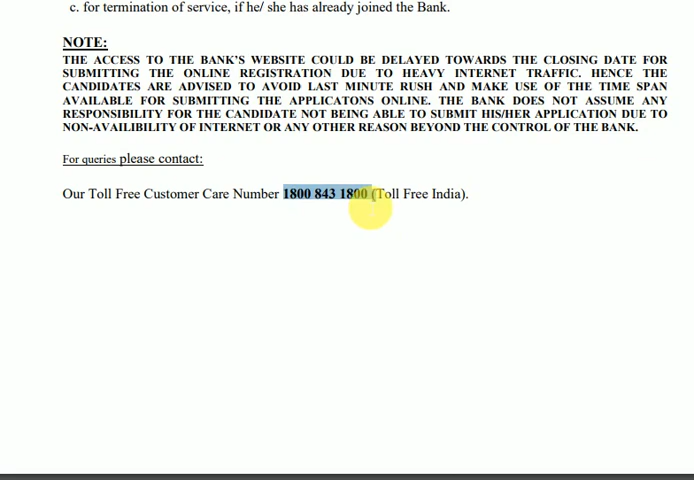 c. for termination of service, if he/ she has already joined the Bank.
NOTE:
THE ACCESS TO THE BANK’S WEBSITE COULD BE DELAYED TOWARDS THE CLOSING DATE FOR
SUBMITTING THE ONLINE REGISTRATION DUE TO HEAVY INTERNET TRAFFIC. HENCE THE
CANDIDATES ARE ADVISED TO AVOID LAST MINUTE RUSH AND MAKE USE OF THE TIME SPAN
AVAILABLE FOR SUBMITTING THE APPLICATONS ONLINE. THE BANK DOES NOT ASSUME ANY
RESPONSIBILITY FOR THE CANDIDATE NOT BEING ABLE TO SUBMIT HIS/HER APPLICATION DUE TO
NON-AVAILIBILITY OF INTERNET OR ANY OTHER REASON BEYOND THE CONTROL OF THE BANK.
For queries please contact:
Our Toll Free Customer Care Number 1800 843 1800 (Toll Free India).